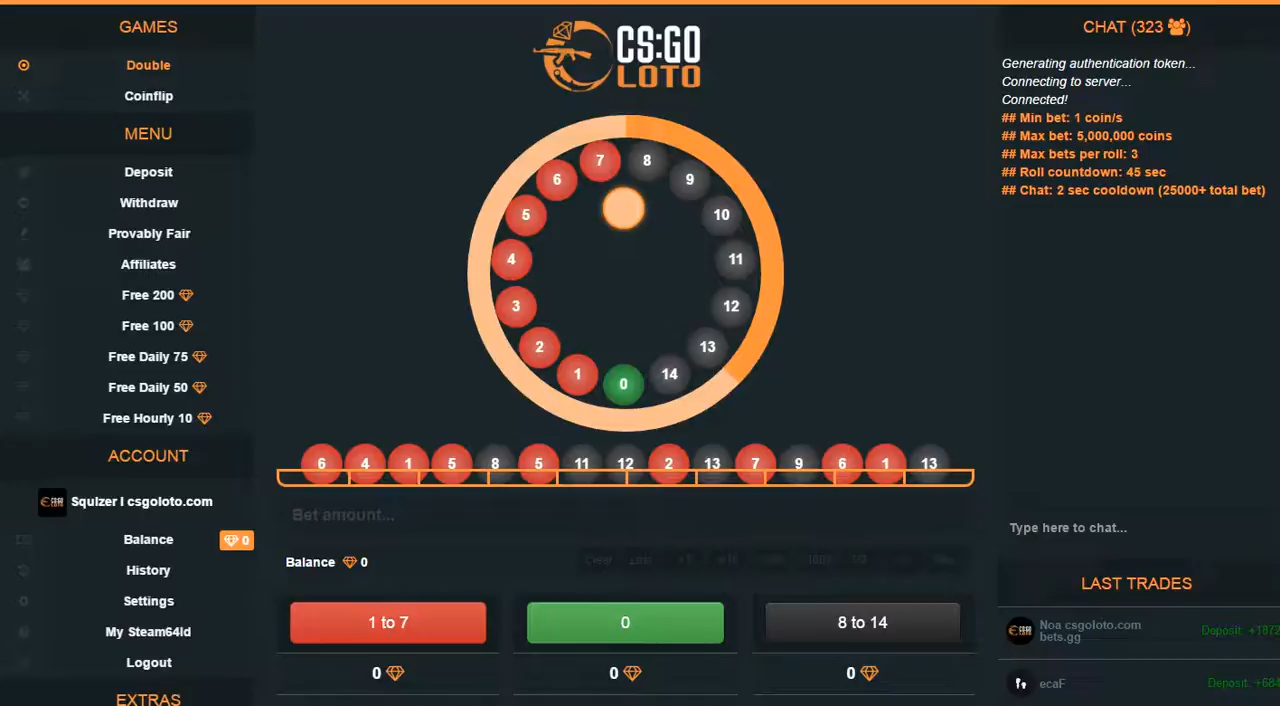 GAMES
Double
Coinflip
MENU
Deposit
Withdraw
Provably Fair
Affiliates
Free 200
Free 100
Free Daily 75
Free Daily 50
Free Hourly 10
ACCOUNT
Squizer I csgoloto.com
Balance 0
History
Settings
My Steam64Id
Logout
EXTRAS
CS:GO
LOTO
7 8
6 9
5 10
4 11
3 12
2 13
1 0 14
6 4 1 5 8 5 11 12 2 13 7 9 6 1 13
Bet amount...
Balance 0
Clear Last
1 to 7 0 8 to 14
0 0 0
CHAT (323 )
Generating authentication token...
Connecting to server...
Connected!
## Min bet: 1 coin/s
## Max bet: 5,000,000 coins
## Max bets per roll: 3
## Roll countdown: 45 sec
## Chat: 2 sec cooldown (25000+ total bet)
Type here to chat...
LAST TRADES
Noa csgoloto.com
bets.gg
Deposit: +1872
ecaF
Deposit: +684